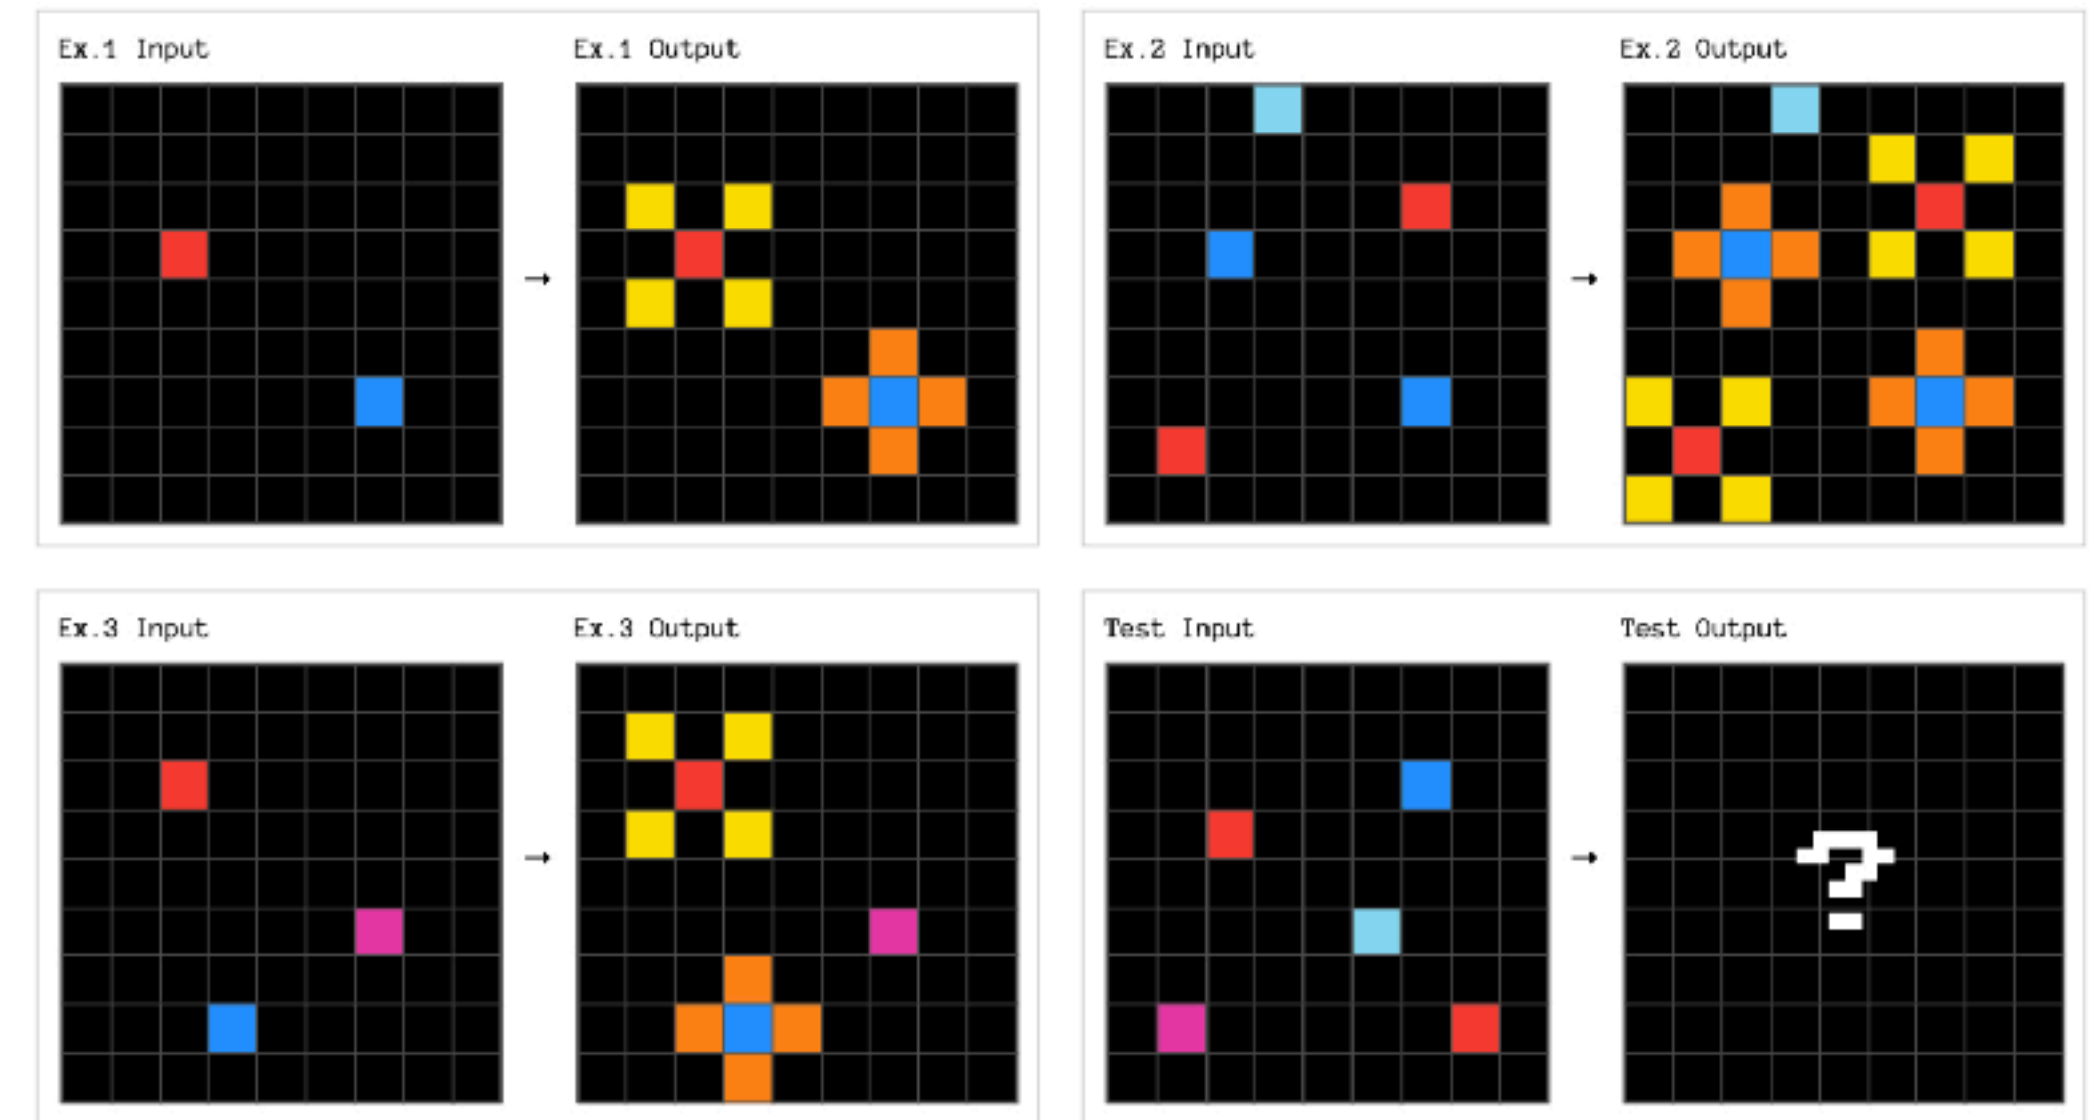 Ex.1 Input
Ex.1 Output
→
Ex.2 Input
Ex.2 Output
→
Ex.3 Input
Ex.3 Output
→
Test Input
Test Output
→
?